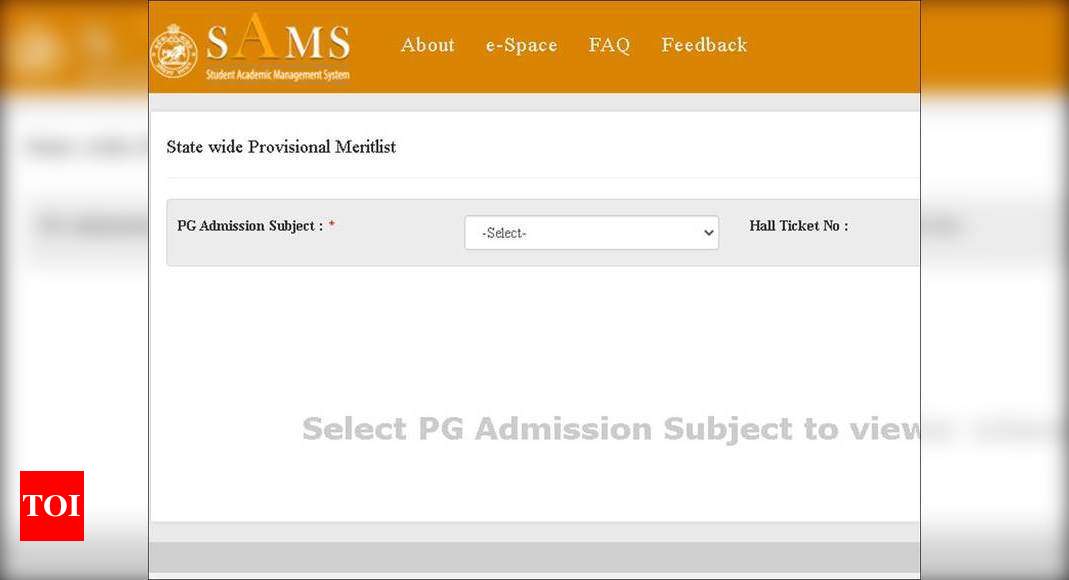 SAMS
Student Academic Management System
About e-Space FAQ Feedback
State wide Provisional Meritlist
PG Admission Subject : *
-Select-
Hall Ticket No :
Select PG Admission Subject to view
TOI